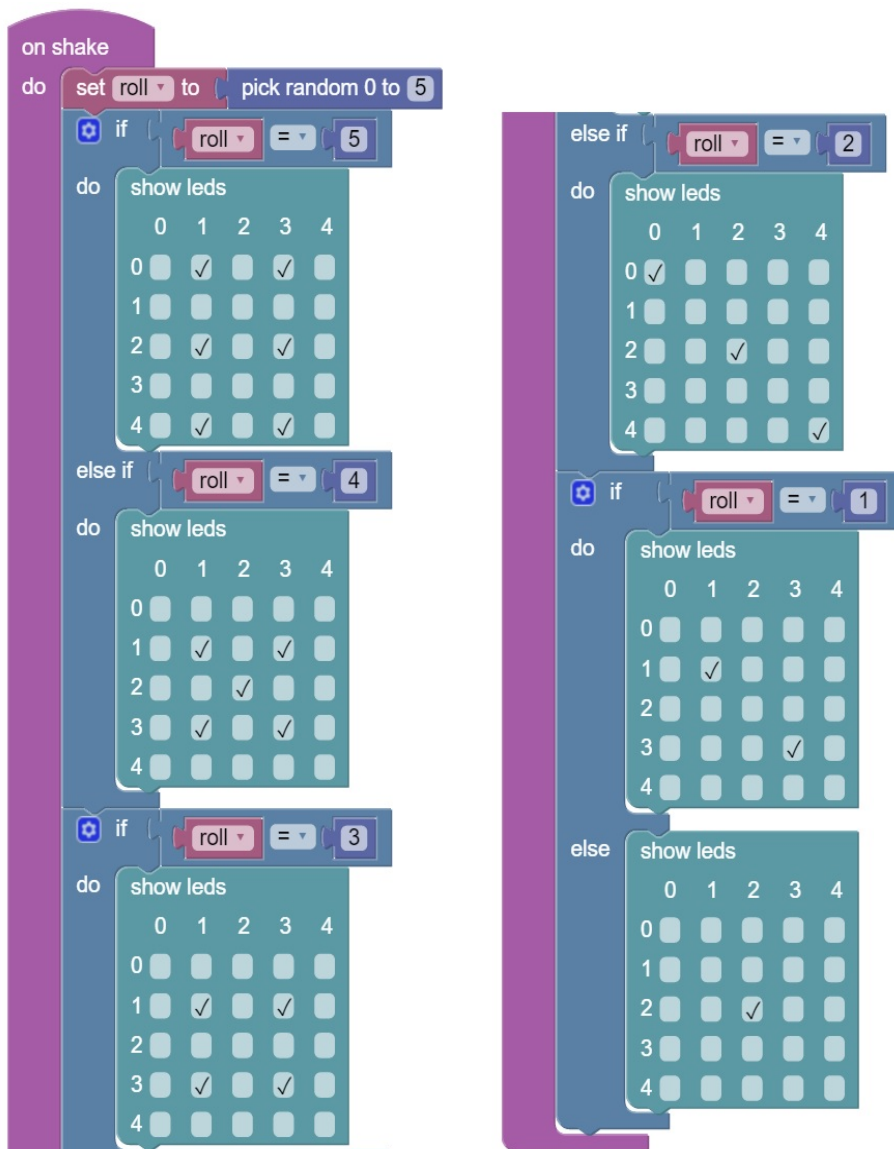 on shake
do set roll to pick random 0 to 5
if roll = 5
do show leds
0 1 2 3 4
0 ✓ ✓
1
2 ✓ ✓
3
4 ✓ ✓
else if roll = 4
do show leds
0 1 2 3 4
0
1 ✓ ✓
2 ✓
3 ✓ ✓
4
if roll = 3
do show leds
0 1 2 3 4
0
1 ✓ ✓
2
3 ✓ ✓
4
else if roll = 2
do show leds
0 1 2 3 4
0 ✓
1
2 ✓
3
4 ✓
if roll = 1
do show leds
0 1 2 3 4
0
1 ✓
2
3 ✓
4
else show leds
0 1 2 3 4
0
1
2 ✓
3
4